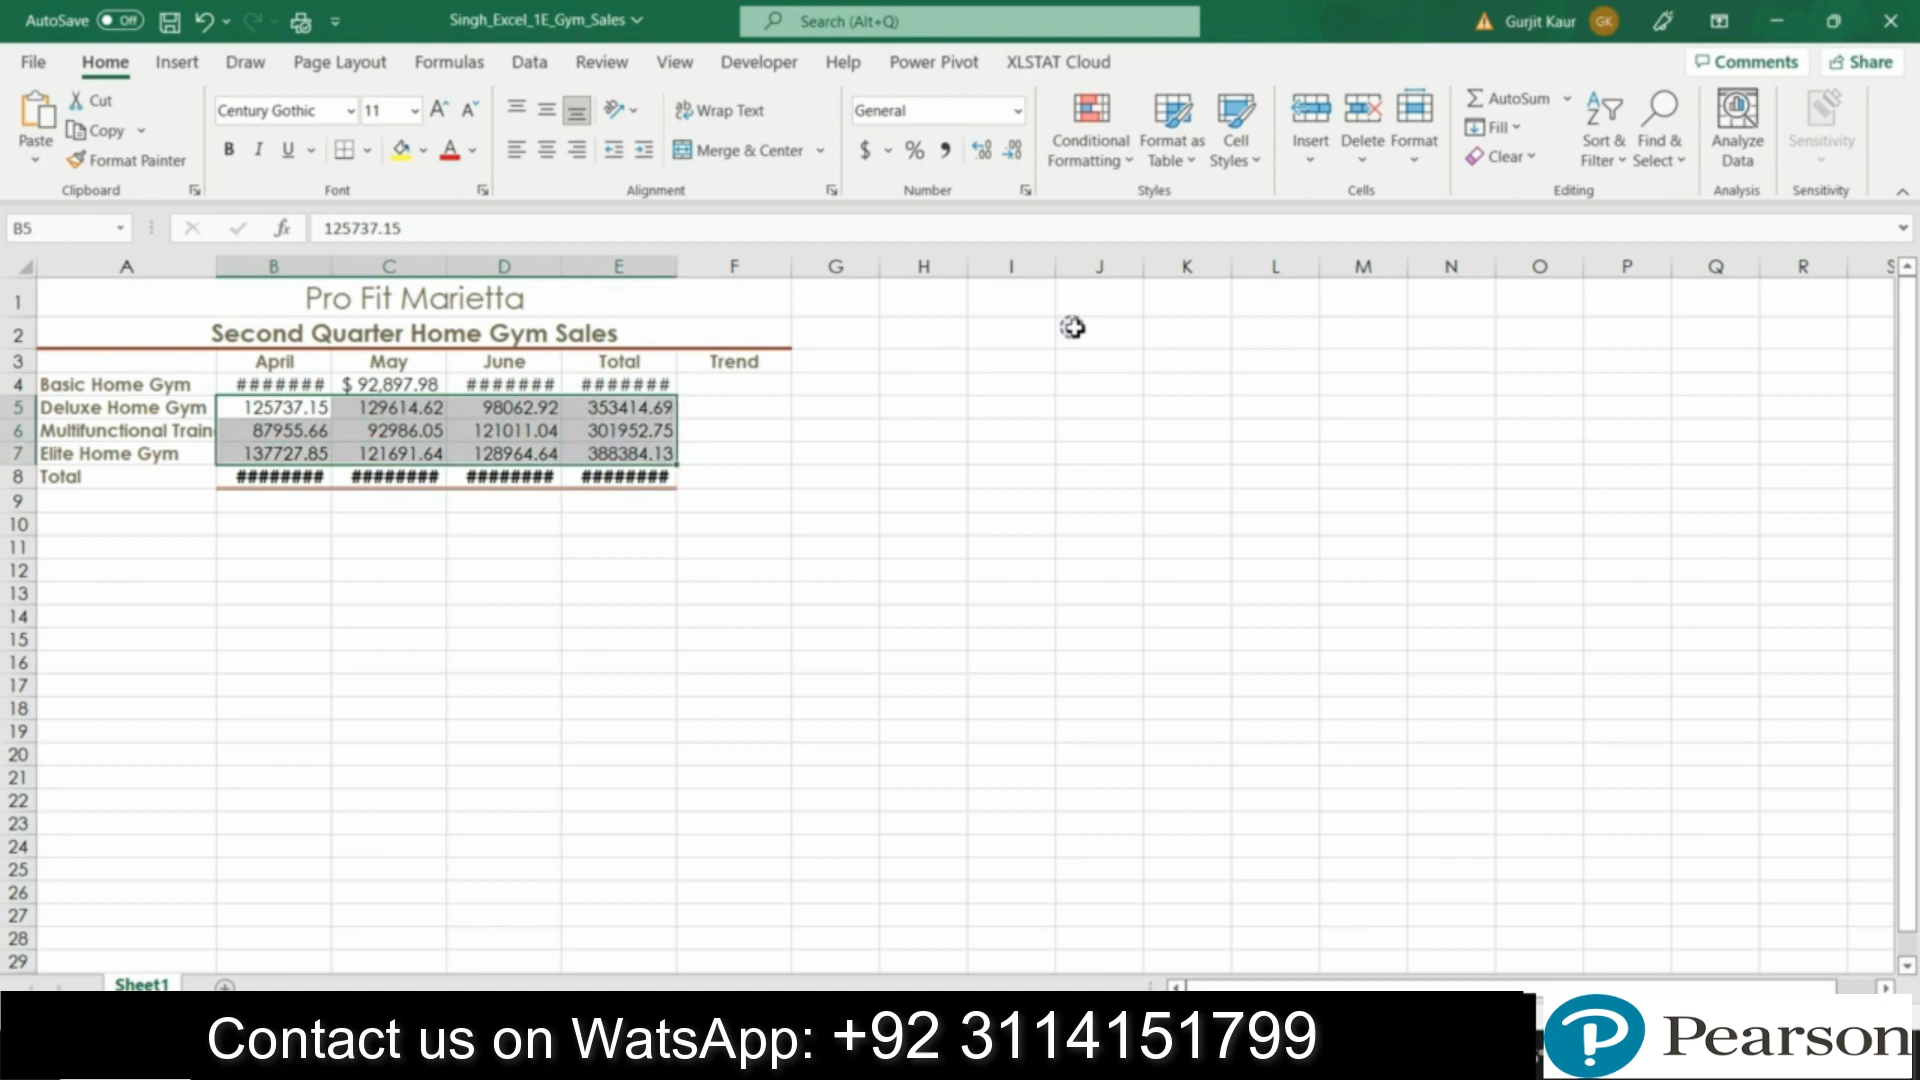 AutoSave Off Singh_Excel_1E_Gym_Sales Search (Alt+Q) Gurjit Kaur GK
File Home Insert Draw Page Layout Formulas Data Review View Developer Help Power Pivot XLSTAT Cloud Comments Share
Paste Cut Copy Format Painter Clipboard
Century Gothic 11 B I U Font
Wrap Text Merge & Center Alignment
General $ % Number
Conditional Formatting Format as Table Cell Styles Styles
Insert Delete Format Cells
AutoSum Fill Clear Sort & Filter Find & Select Editing
Analyze Data Analysis
Sensitivity Sensitivity
B5 fx 125737.15
A B C D E F G H I J K L M N O P Q R S
1 Pro Fit Marietta
2 Second Quarter Home Gym Sales
3 April May June Total Trend
4 Basic Home Gym ####### $ 92,897.98 ####### #######
5 Deluxe Home Gym 125737.15 129614.62 98062.92 353414.69
6 Multifunctional Train 87955.66 92986.05 121011.04 301952.75
7 Elite Home Gym 137727.85 121691.64 128964.64 388384.13
8 Total ######## ######## ######## ########
9
10
11
12
13
14
15
16
17
18
19
20
21
22
23
24
25
26
27
28
29
Sheet1
Contact us on WatsApp: +92 3114151799
Pearson